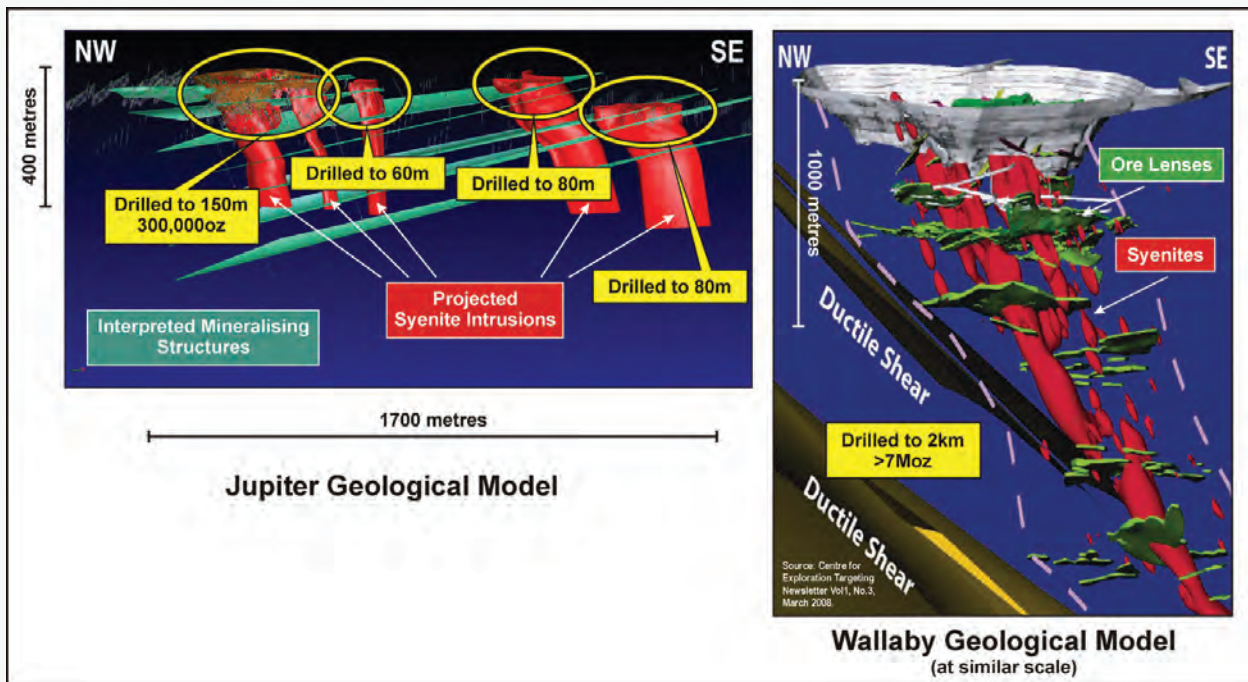 NW
SE
400 metres
Drilled to 60m
Drilled to 80m
Drilled to 150m
300,000oz
Drilled to 80m
Projected
Syenite Intrusions
Interpreted Mineralising
Structures
1700 metres
Jupiter Geological Model
NW
SE
1000 metres
Ore Lenses
Syenites
Ductile Shear
Drilled to 2km
>7Moz
Ductile Shear
Source: Centre for
Exploration Targeting
Newsletter Vol1, No.3,
March 2008.
Wallaby Geological Model
(at similar scale)